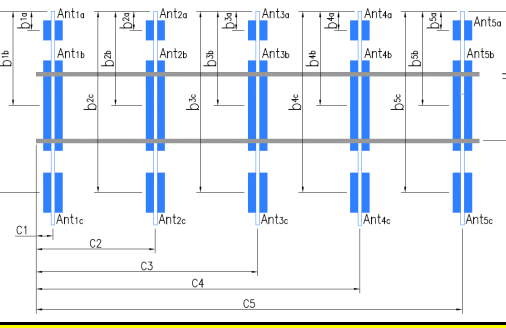 b1a Ant1a b2a Ant2a b3a Ant3a b4a Ant4a b5a Ant5a
b1b Ant1b b2b Ant2b b3b Ant3b b4b Ant4b b5b Ant5b
b2c b3c b4c b5c
Ant1c Ant2c Ant3c Ant4c Ant5c
C1
C2
C3
C4
C5